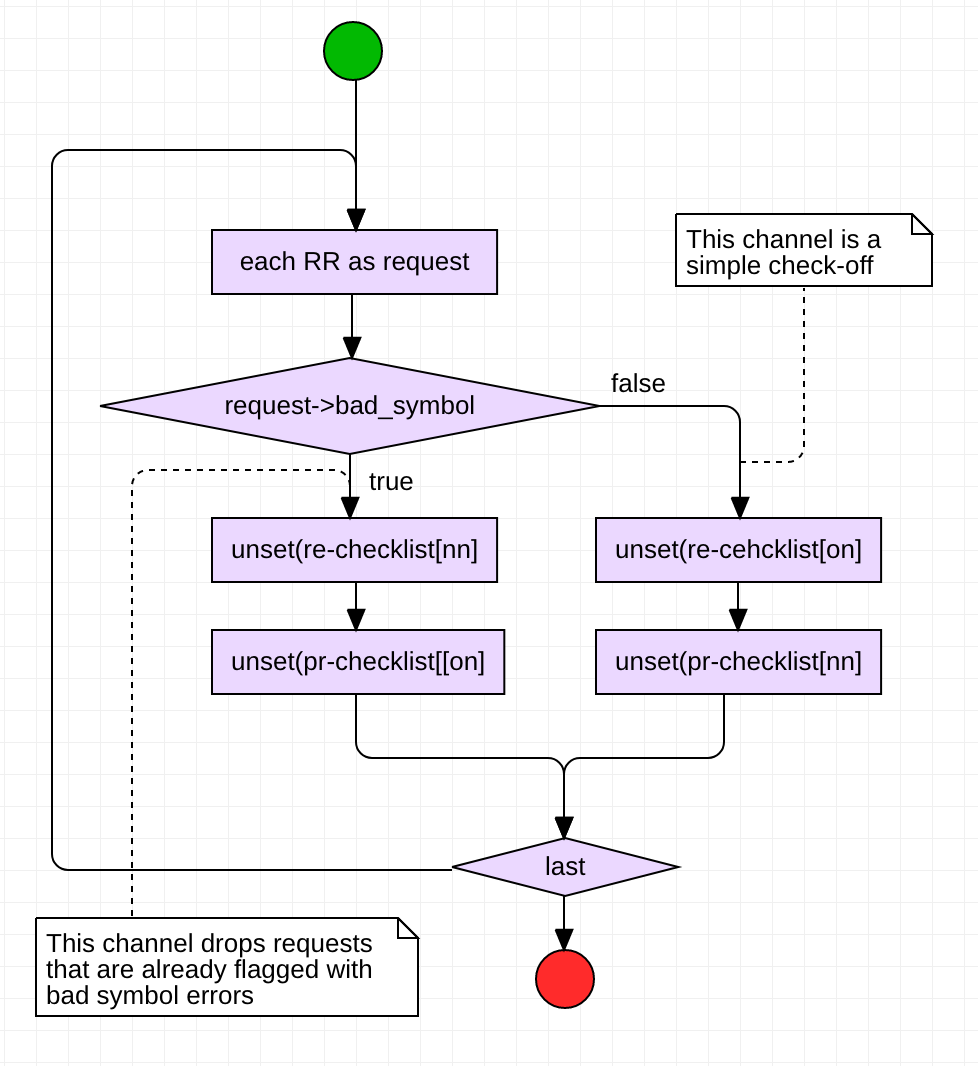 each RR as request
This channel is a
simple check-off
request->bad_symbol
false
true
unset(re-checklist[nn]
unset(re-cehcklist[on]
unset(pr-checklist[[on]
unset(pr-checklist[nn]
last
This channel drops requests
that are already flagged with
bad symbol errors